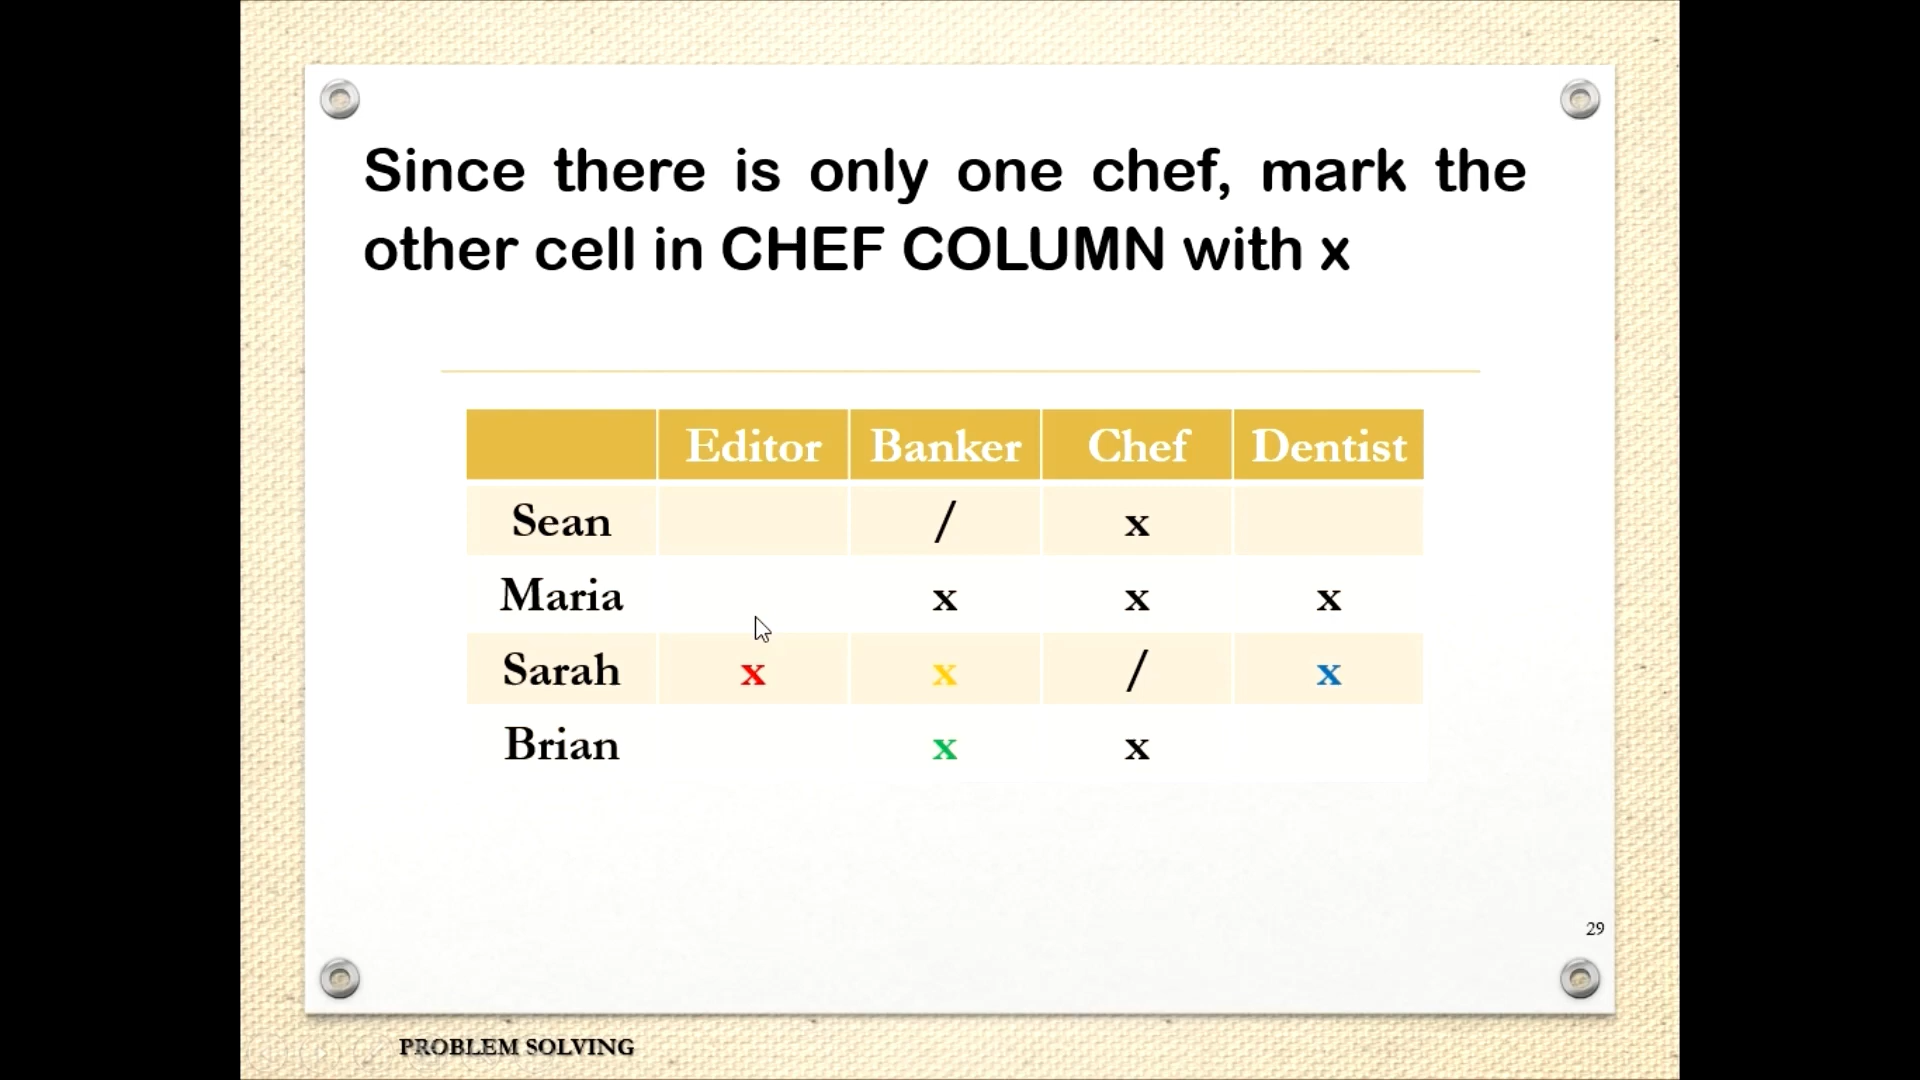 Since there is only one chef, mark the
other cell in CHEF COLUMN with x
Editor Banker Chef Dentist
Sean / x
Maria x x x
Sarah x x / x
Brian x x
29
PROBLEM SOLVING